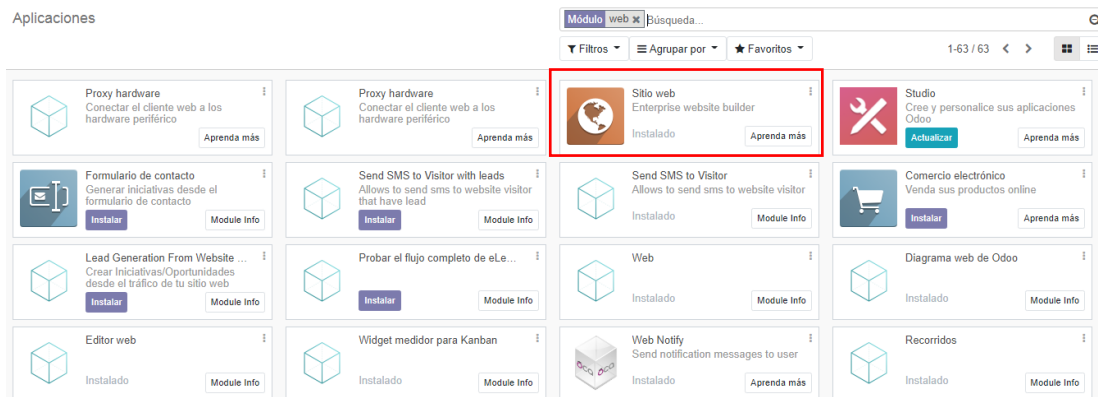 Aplicaciones
Módulo web × Búsqueda...
Filtros Agrupar por Favoritos 1-63 / 63
Proxy hardware
Conectar el cliente web a los
hardware periférico
Aprenda más
Proxy hardware
Conectar el cliente web a los
hardware periférico
Aprenda más
Sitio web
Enterprise website builder
Instalado Aprenda más
Studio
Cree y personalice sus aplicaciones
Odoo
Actualizar Aprenda más
Formulario de contacto
Generar iniciativas desde el
formulario de contacto
Instalar Module Info
Send SMS to Visitor with leads
Allows to send sms to website visitor
that have lead
Instalar Module Info
Send SMS to Visitor
Allows to send sms to website visitor
Instalado Module Info
Comercio electrónico
Venda sus productos online
Instalar Aprenda más
Lead Generation From Website ...
Crear Iniciativas/Oportunidades
desde el tráfico de tu sitio web
Instalar Module Info
Probar el flujo completo de eLe...
Instalar Module Info
Web
Instalado Module Info
Diagrama web de Odoo
Instalado Module Info
Editor web
Instalado Module Info
Widget medidor para Kanban
Instalado Module Info
Web Notify
Send notification messages to user
oca oca
Instalado Aprenda más
Recorridos
Instalado Module Info